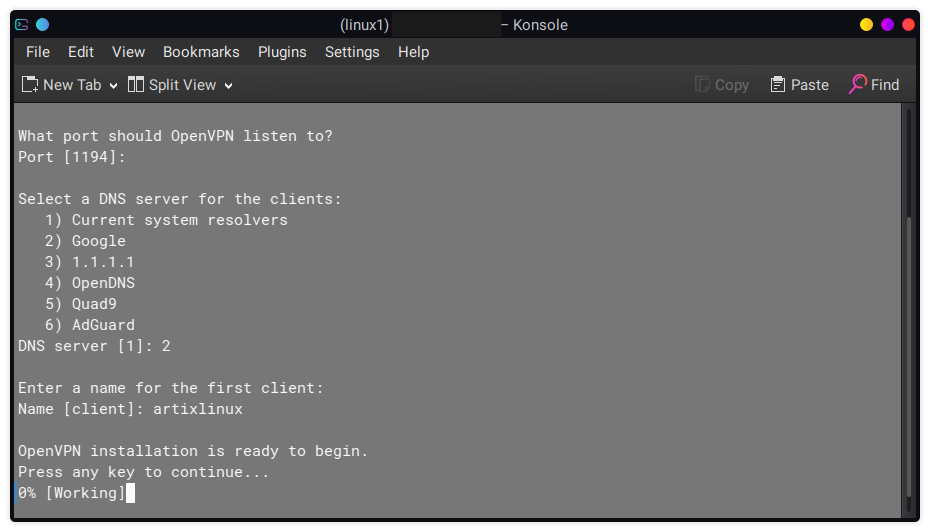 (linux1) – Konsole
File Edit View Bookmarks Plugins Settings Help
New Tab Split View Copy Paste Find
What port should OpenVPN listen to?
Port [1194]:
Select a DNS server for the clients:
1) Current system resolvers
2) Google
3) 1.1.1.1
4) OpenDNS
5) Quad9
6) AdGuard
DNS server [1]: 2
Enter a name for the first client:
Name [client]: artixlinux
OpenVPN installation is ready to begin.
Press any key to continue...
0% [Working]